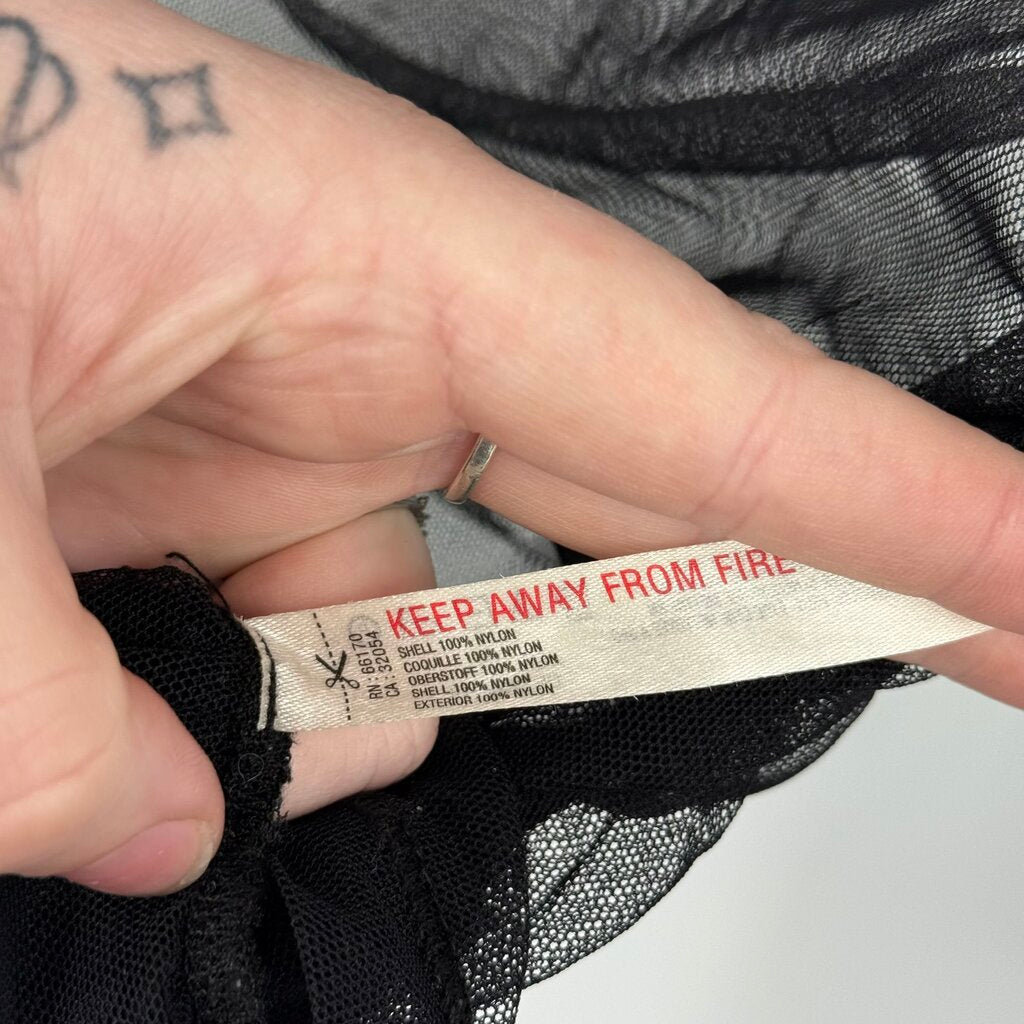 KEEP AWAY FROM FIRE
RN : 66170
CA : 32054
SHELL 100% NYLON
COQUILLE 100% NYLON
OBERSTOFF 100% NYLON
SHELL 100% NYLON
EXTERIOR 100% NYLON